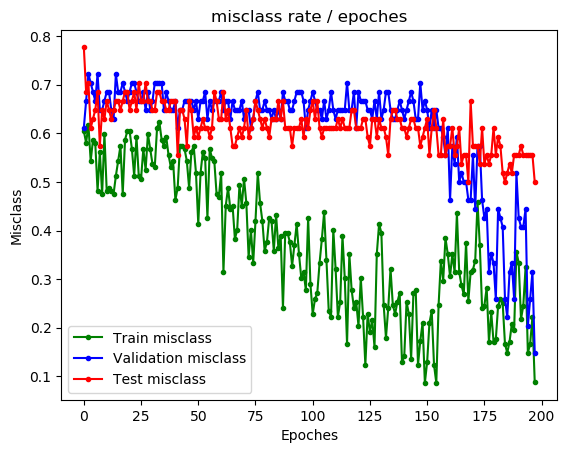 misclass rate / epoches
Misclass
0.8
0.7
0.6
0.5
0.4
0.3
0.2
0.1
Train misclass
Validation misclass
Test misclass
0 25 50 75 100 125 150 175 200
Epoches